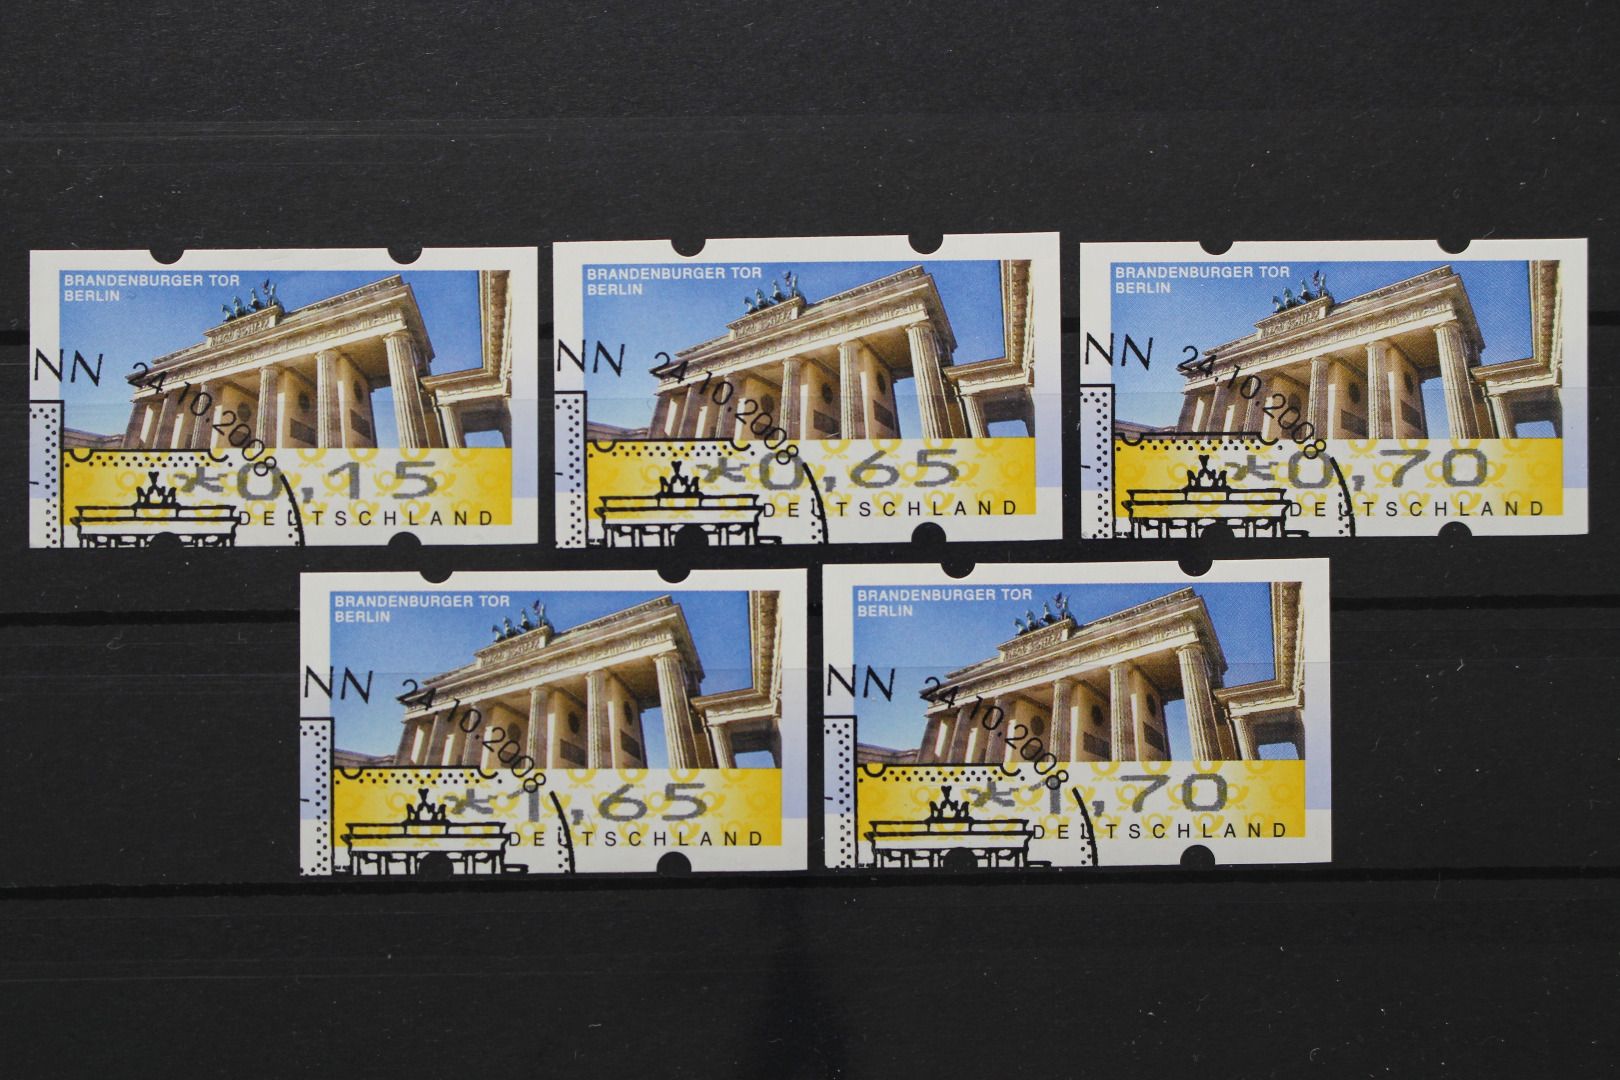 BRANDENBURGER TOR
BERLIN
NN 24.10.2008
*0,15
DEUTSCHLAND
BRANDENBURGER TOR
BERLIN
NN 24.10.2008
*0,65
DEUTSCHLAND
BRANDENBURGER TOR
BERLIN
NN 24.10.2008
*0,70
DEUTSCHLAND
BRANDENBURGER TOR
BERLIN
NN 24.10.2008
*1,65
DEUTSCHLAND
BRANDENBURGER TOR
BERLIN
NN 24.10.2008
*1,70
DEUTSCHLAND